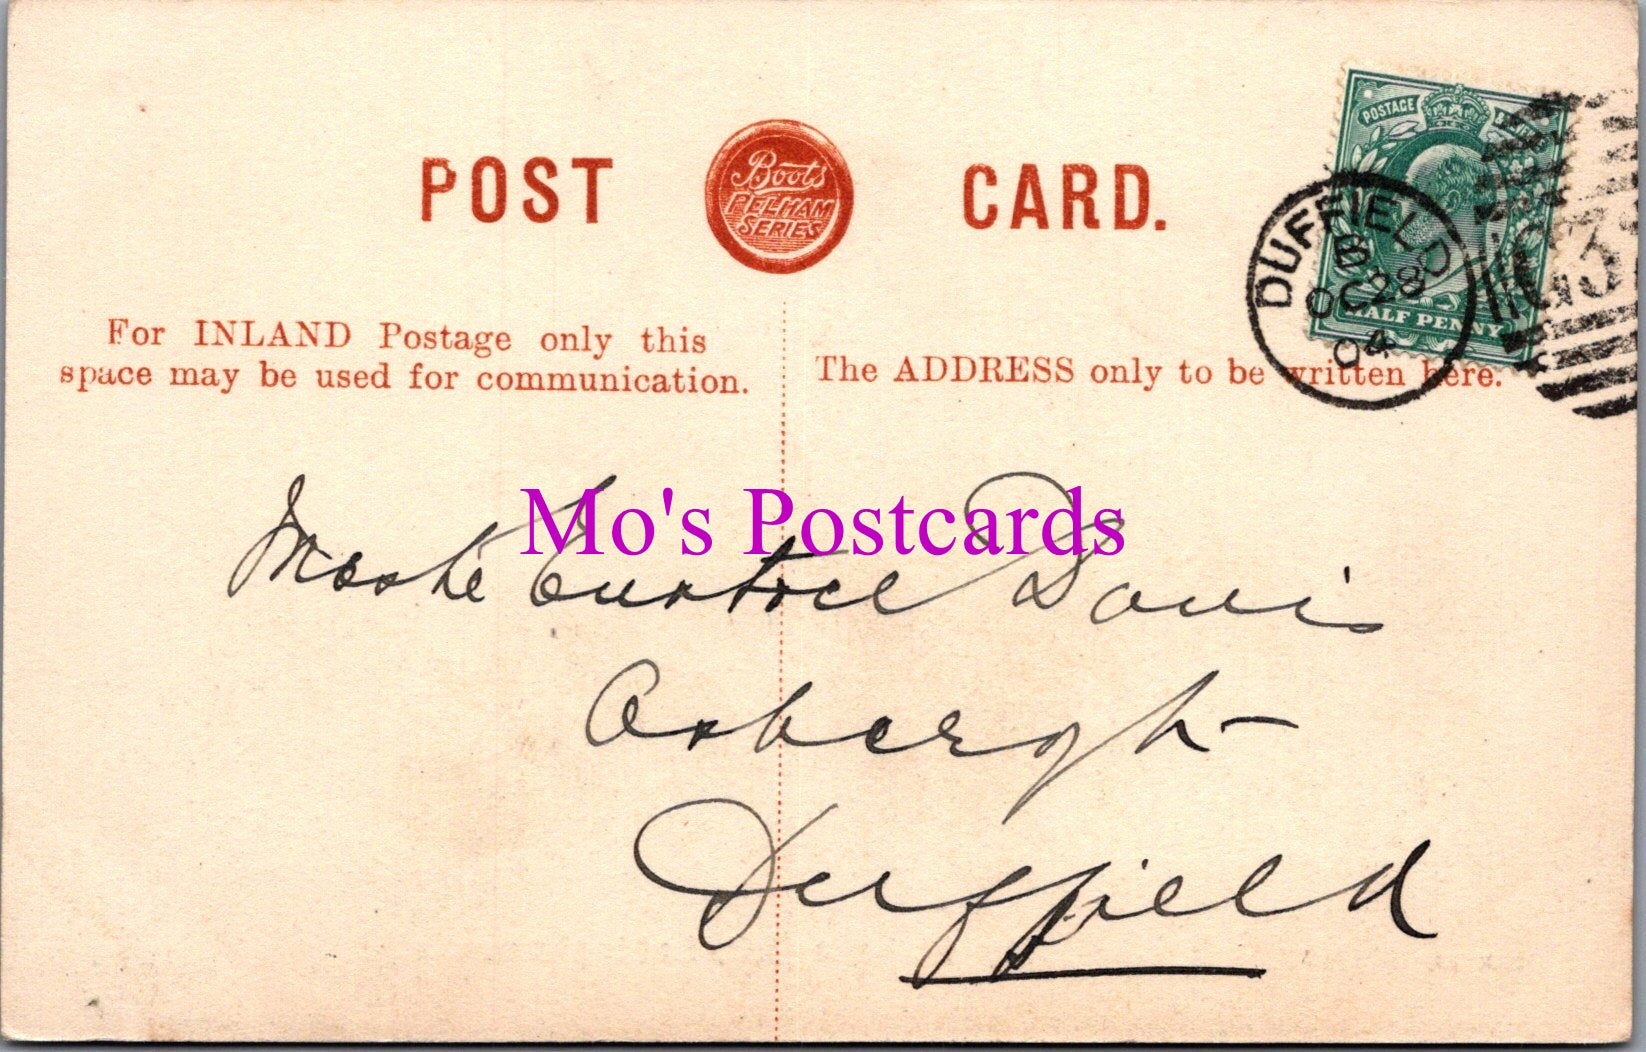 POST CARD.
Boots
PELHAM
SERIES
POSTAGE
HALF PENNY
DUFFIELD
B
OC 28
04
For INLAND Postage only this
space may be used for communication.
The ADDRESS only to be written here.
Mo's Postcards
Davis
Duffield